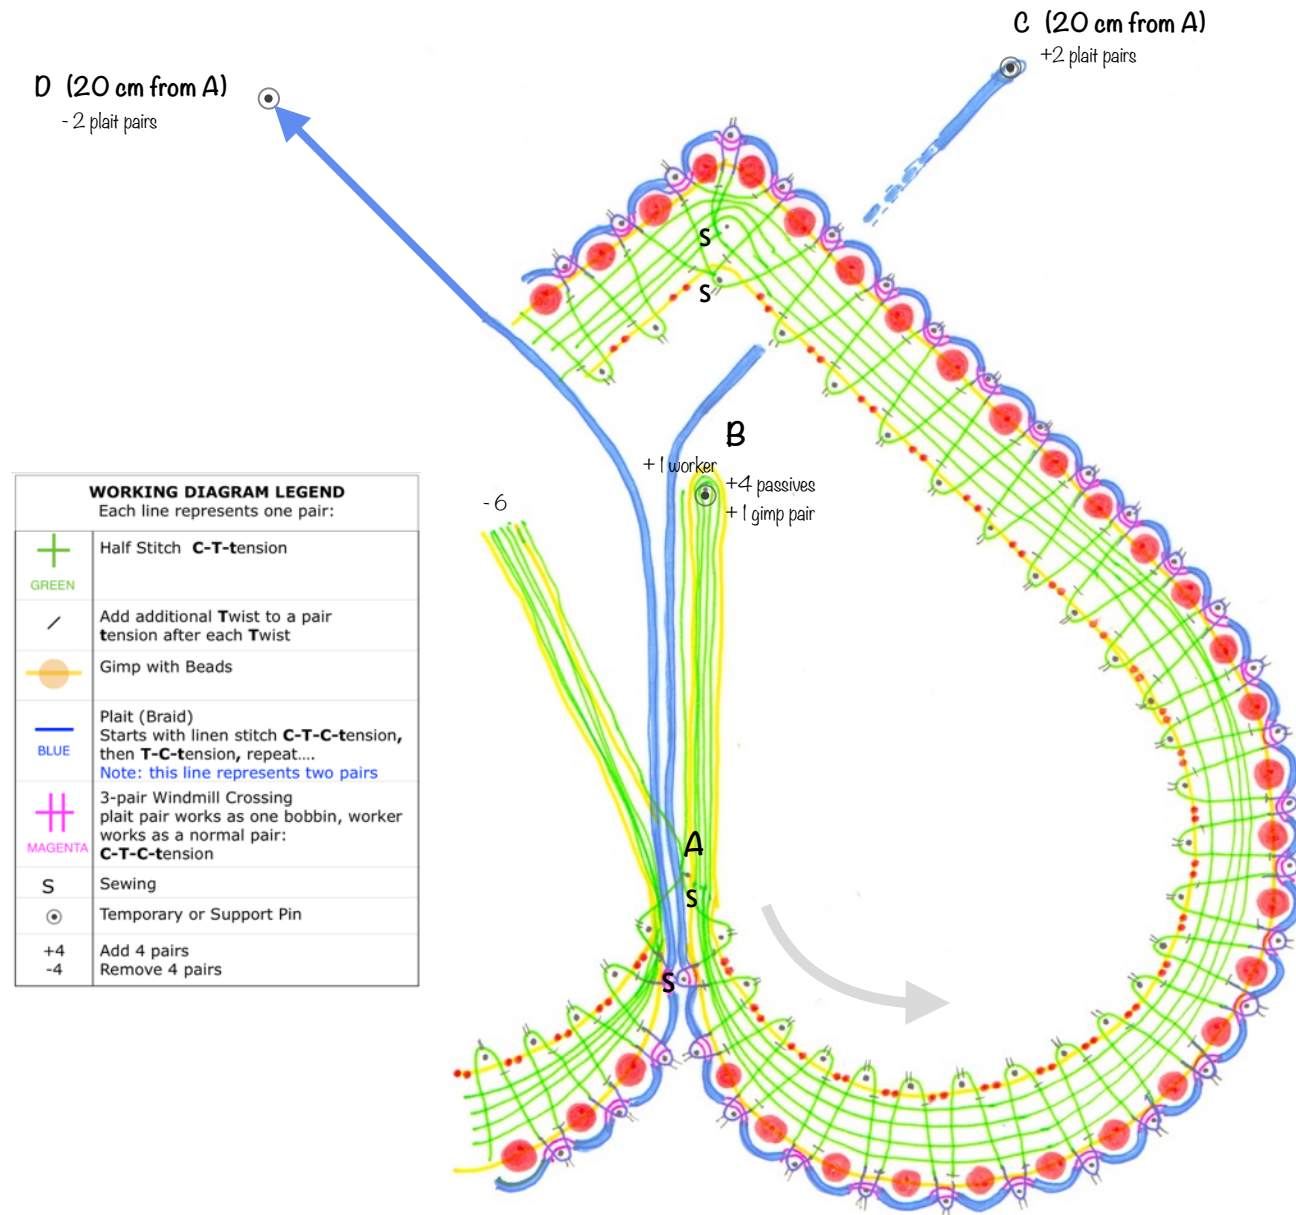 C (20 cm from A)
+2 plait pairs
D (20 cm from A)
- 2 plait pairs
S
S
B
+ 1 worker
+4 passives
+ 1 gimp pair
- 6
WORKING DIAGRAM LEGEND
Each line represents one pair:
GREEN
Half Stitch C-T-tension
Add additional Twist to a pair
tension after each Twist
Gimp with Beads
BLUE
Plait (Braid)
Starts with linen stitch C-T-C-tension,
then T-C-tension, repeat....
Note: this line represents two pairs
MAGENTA
3-pair Windmill Crossing
plait pair works as one bobbin, worker
works as a normal pair:
C-T-C-tension
S Sewing
Temporary or Support Pin
+4 Add 4 pairs
-4 Remove 4 pairs
A
S
S